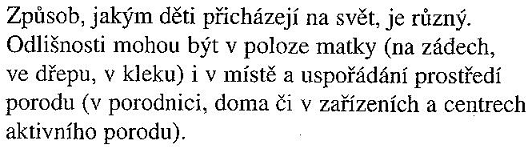 Způsob, jakým děti přicházejí na svět, je různý.
Odlišnosti mohou být v poloze matky (na zádech,
ve dřepu, v kleku) i v místě a uspořádání prostředí
porodu (v porodnici, doma či v zařízeních a centrech
aktivního porodu).